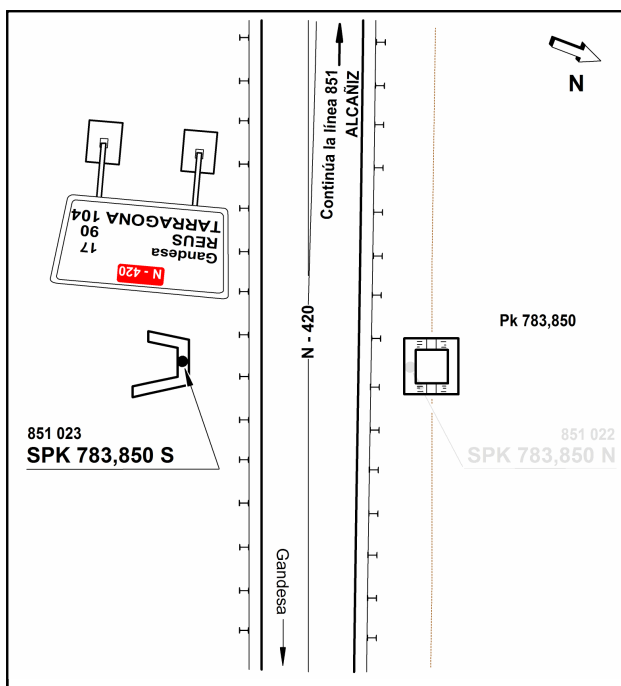 Continúa la línea 851
ALCAÑIZ
N
N - 420
Gandesa 17
REUS 90
TARRAGONA 104
N - 420
Pk 783,850
851 023
SPK 783,850 S
851 022
SPK 783,850 N
Gandesa